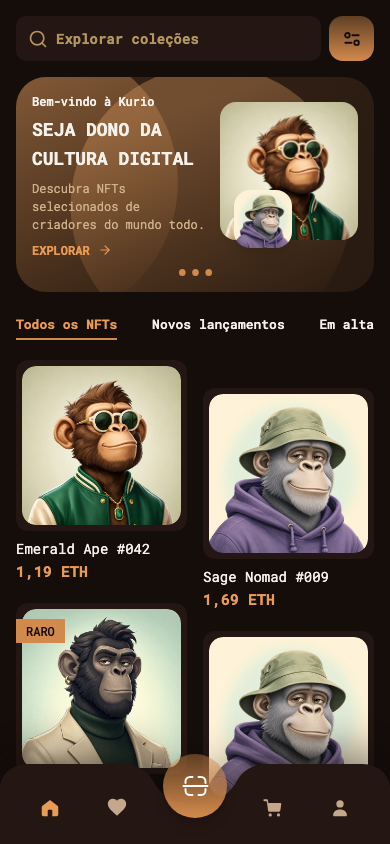 Explorar coleções
Bem-vindo à Kurio
SEJA DONO DA
CULTURA DIGITAL
Descubra NFTs
selecionados de
criadores do mundo todo.
EXPLORAR
Todos os NFTs
Novos lançamentos
Em alta
Emerald Ape #042
1,19 ETH
Sage Nomad #009
1,69 ETH
RARO